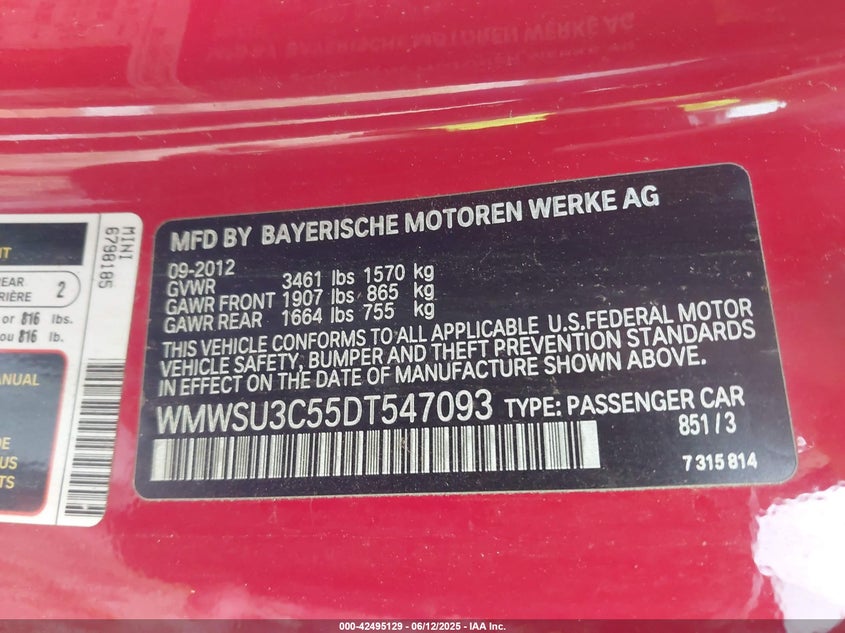 MFD BY BAYERISCHE MOTOREN WERKE AG
09-2012
GVWR 3461 lbs 1570 kg
GAWR FRONT 1907 lbs 865 kg
GAWR REAR 1664 lbs 755 kg
THIS VEHICLE CONFORMS TO ALL APPLICABLE U.S.FEDERAL MOTOR
VEHICLE SAFETY, BUMPER AND THEFT PREVENTION STANDARDS
IN EFFECT ON THE DATE OF MANUFACTURE SHOWN ABOVE.
WMWSU3C55DT547093 TYPE: PASSENGER CAR
851/3
7 315 814
MINI
6798185
REAR 2
or 816 lbs.
816 lb.
MANUAL
000-42495129 - 06/12/2025 - IAA Inc.